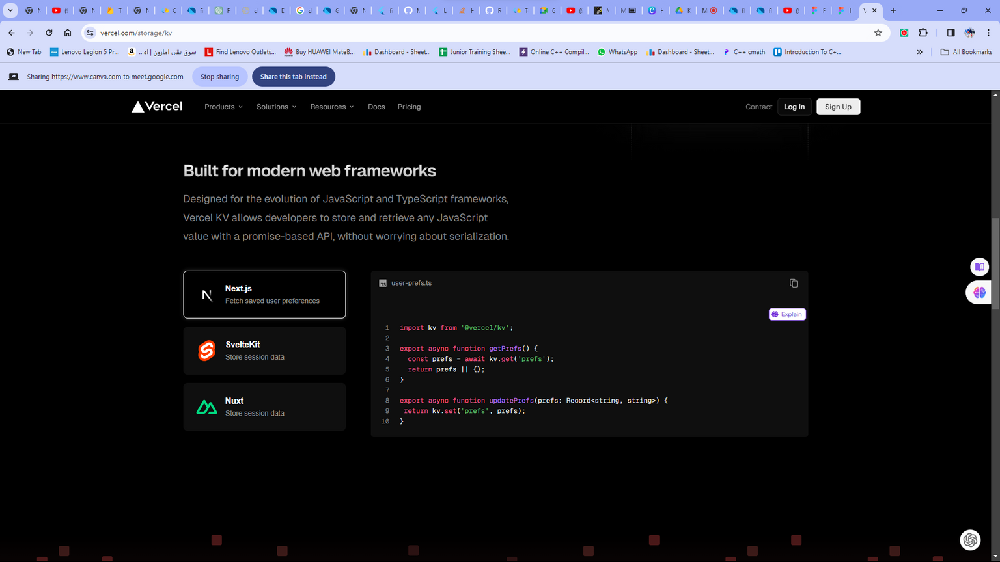 vercel.com/storage/kv
New Tab
Lenovo Legion 5 Pr...
سوق بقى امازون | اه...
Find Lenovo Outlets...
Buy HUAWEI MateB...
Dashboard - Sheet...
Junior Training Shee...
Online C++ Compil...
WhatsApp
Dashboard - Sheet...
C++ cmath
Introduction To C+...
All Bookmarks
Sharing https://www.canva.com to meet.google.com
Stop sharing
Share this tab instead
Vercel
Products
Solutions
Resources
Docs
Pricing
Contact
Log In
Sign Up
Built for modern web frameworks
Designed for the evolution of JavaScript and TypeScript frameworks,
Vercel KV allows developers to store and retrieve any JavaScript
value with a promise-based API, without worrying about serialization.
Next.js
Fetch saved user preferences
SvelteKit
Store session data
Nuxt
Store session data
TS user-prefs.ts
Explain
1 import kv from '@vercel/kv';
2
3 export async function getPrefs() {
4 const prefs = await kv.get('prefs');
5 return prefs || {};
6 }
7
8 export async function updatePrefs(prefs: Record<string, string>) {
9 return kv.set('prefs', prefs);
10 }